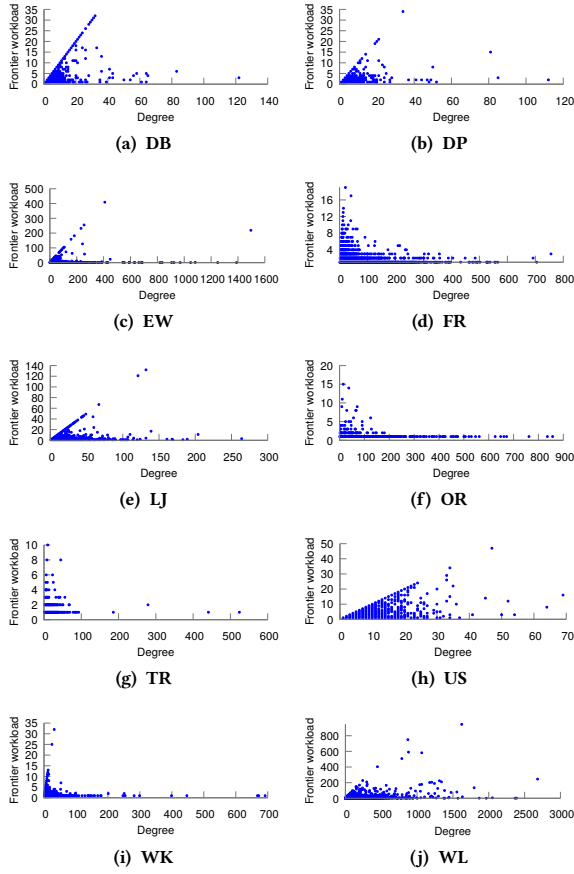 Frontier workload
35
30
25
20
15
10
5
0
0 20 40 60 80 100 120 140
Degree
(a) DB
Frontier workload
35
30
25
20
15
10
5
0
0 20 40 60 80 100 120
Degree
(b) DP
Frontier workload
500
400
300
200
100
0
0 200 400 600 800 1000 1200 1400 1600
Degree
(c) EW
Frontier workload
16
12
8
4
0 100 200 300 400 500 600 700 800
Degree
(d) FR
Frontier workload
140
120
100
80
60
40
20
0
0 50 100 150 200 250 300
Degree
(e) LJ
Frontier workload
20
15
10
5
0
0 100 200 300 400 500 600 700 800 900
Degree
(f) OR
Frontier workload
10
8
6
4
2
0
0 100 200 300 400 500 600
Degree
(g) TR
Frontier workload
50
40
30
20
10
0
0 10 20 30 40 50 60 70
Degree
(h) US
Frontier workload
35
30
25
20
15
10
5
0
0 100 200 300 400 500 600 700
Degree
(i) WK
Frontier workload
800
600
400
200
0
0 500 1000 1500 2000 2500 3000
Degree
(j) WL